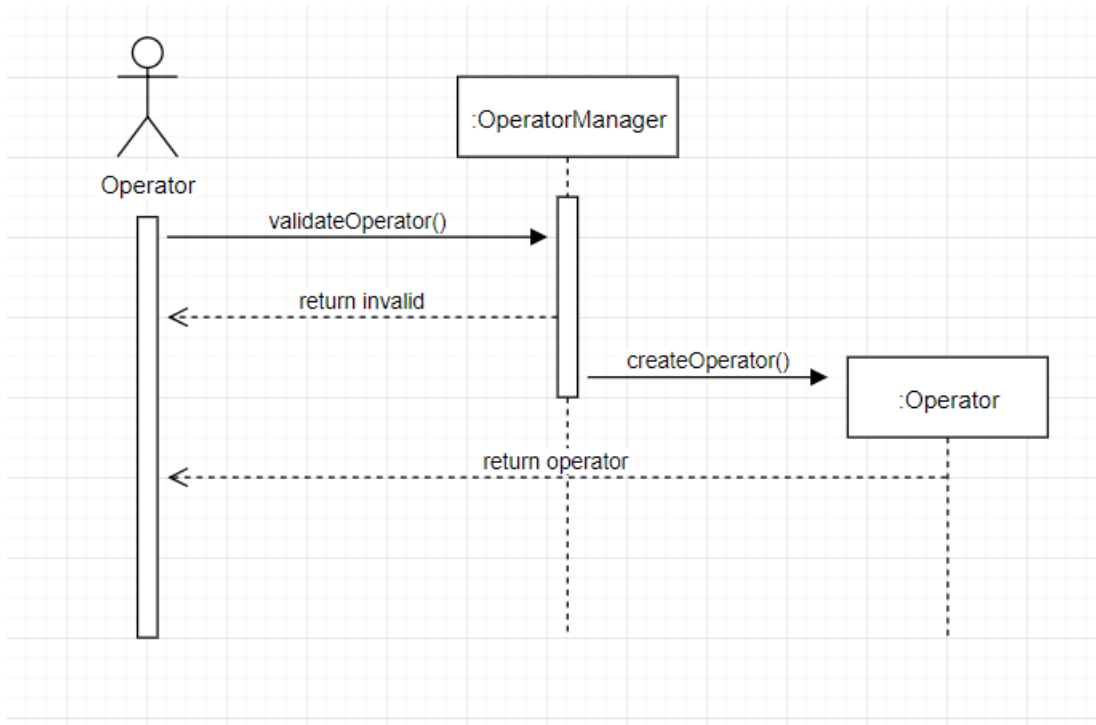 :OperatorManager
Operator
validateOperator()
return invalid
createOperator()
:Operator
return operator